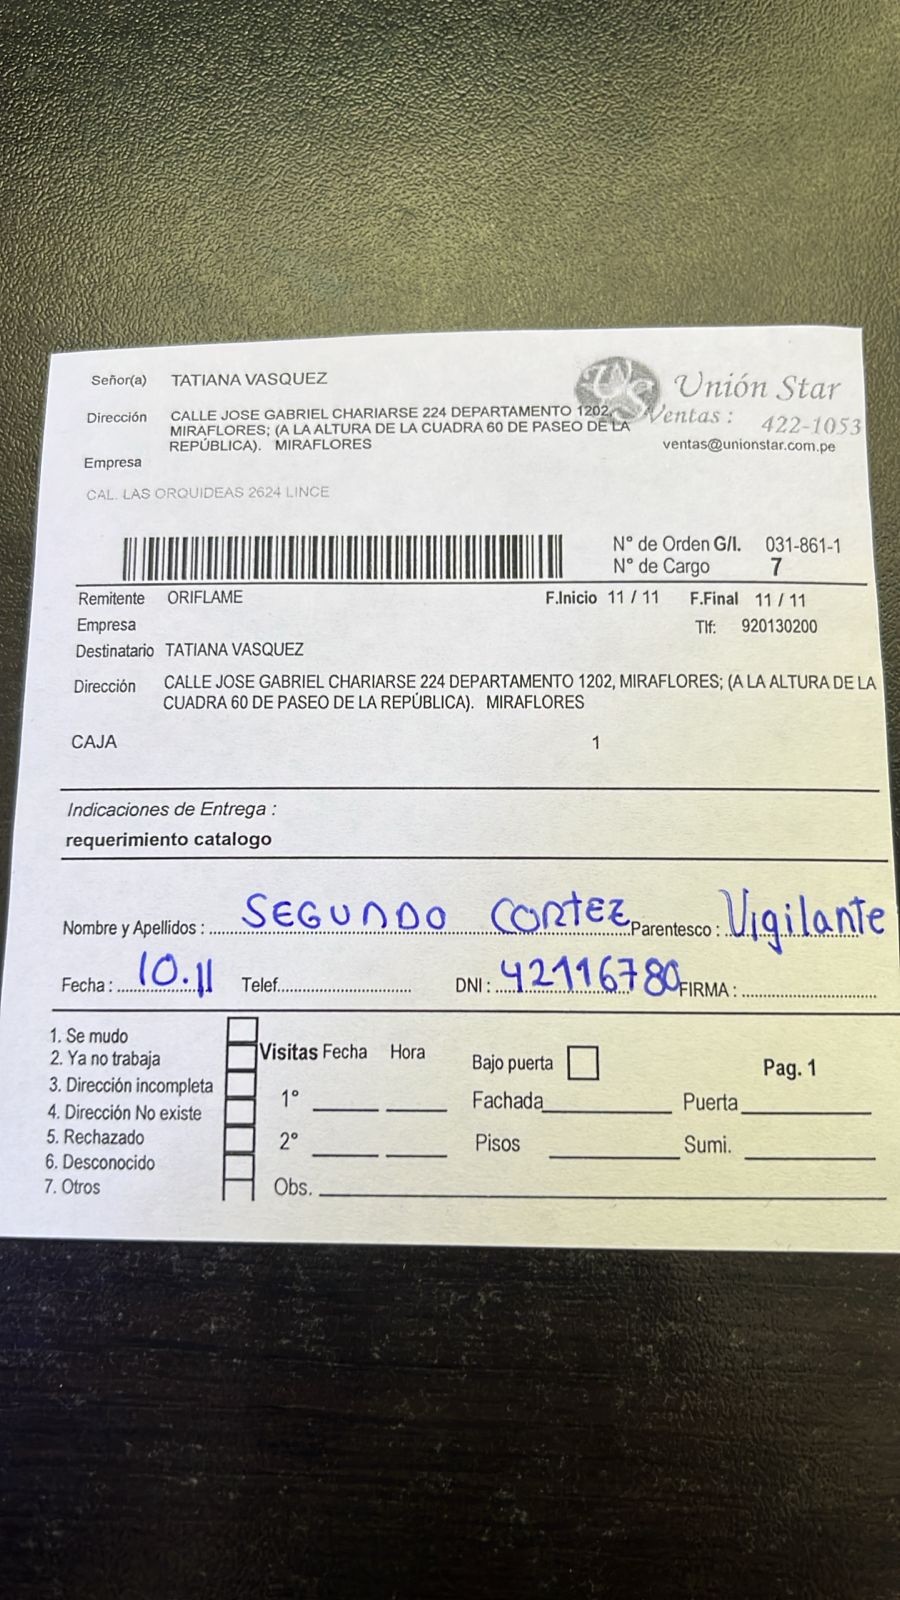 Señor(a) TATIANA VASQUEZ
Unión Star
Dirección CALLE JOSE GABRIEL CHARIARSE 224 DEPARTAMENTO 1202,
MIRAFLORES; (A LA ALTURA DE LA CUADRA 60 DE PASEO DE LA
REPÚBLICA). MIRAFLORES
Ventas : 422-1053
ventas@unionstar.com.pe
Empresa
CAL. LAS ORQUIDEAS 2624 LINCE
N° de Orden G/I. 031-861-1
N° de Cargo 7
Remitente ORIFLAME F.Inicio 11 / 11 F.Final 11 / 11
Empresa Tlf: 920130200
Destinatario TATIANA VASQUEZ
Dirección CALLE JOSE GABRIEL CHARIARSE 224 DEPARTAMENTO 1202, MIRAFLORES; (A LA ALTURA DE LA
CUADRA 60 DE PASEO DE LA REPÚBLICA). MIRAFLORES
CAJA 1
Indicaciones de Entrega :
requerimiento catalogo
Nombre y Apellidos : SEGUNDO CORTEZ Parentesco : Vigilante
Fecha : 10.11 Telef. DNI : 42116780 FIRMA :
1. Se mudo
2. Ya no trabaja
3. Dirección incompleta
4. Dirección No existe
5. Rechazado
6. Desconocido
7. Otros
Visitas Fecha Hora
1°
2°
Obs.
Bajo puerta Pag. 1
Fachada Puerta
Pisos Sumi.